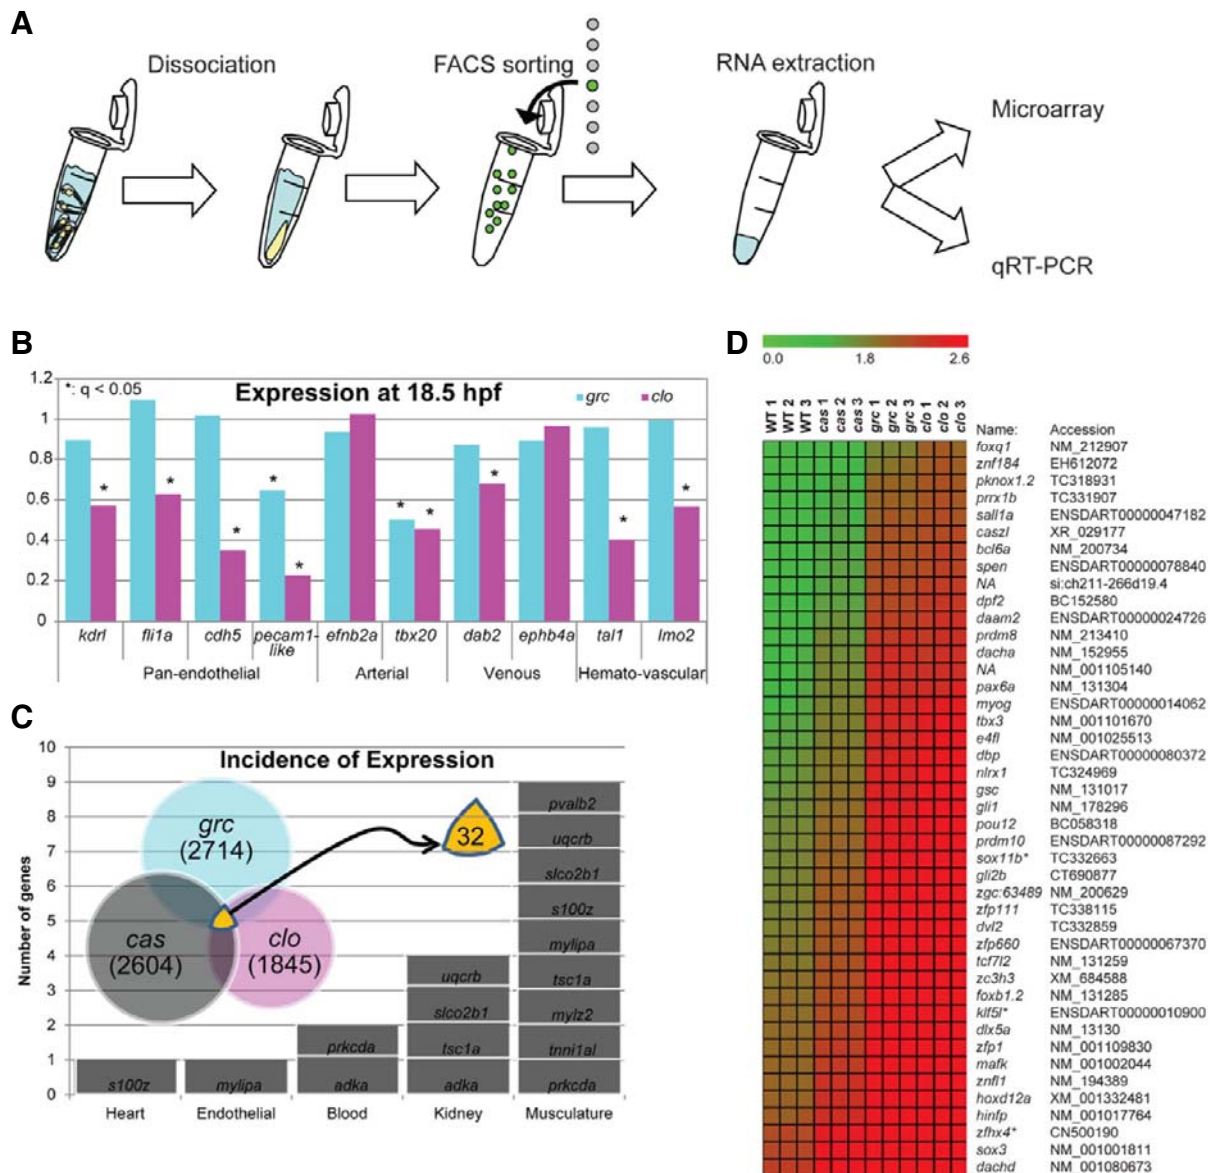 A
Dissociation
FACS sorting
RNA extraction
Microarray
qRT-PCR
B
Expression at 18.5 hpf
*: q < 0.05
grc
clo
1.2
1
0.8
0.6
0.4
0.2
0
* * * * * * * * * *
kdrl fli1a cdh5 pecam1-like efnb2a tbx20 dab2 ephb4a tal1 lmo2
Pan-endothelial Arterial Venous Hemato-vascular
C
Incidence of Expression
Number of genes
10
9
8
7
6
5
4
3
2
1
0
grc
(2714)
cas
(2604)
clo
(1845)
32
s100z
mylipa
prkcda
adka
uqcrb
slco2b1
tsc1a
adka
pvalb2
uqcrb
slco2b1
s100z
mylipa
tsc1a
mylz2
tnni1al
prkcda
Heart Endothelial Blood Kidney Musculature
D
0.0 1.8 2.6
WT 1 WT 2 WT 3 cas 1 cas 2 cas 3 grc 1 grc 2 grc 3 clo 1 clo 2 clo 3
Name: Accession
foxq1 NM_212907
znf184 EH612072
pknox1.2 TC318931
prrx1b TC331907
sall1a ENSDART00000047182
caszl XR_029177
bcl6a NM_200734
spen ENSDART00000078840
NA si:ch211-266d19.4
dpf2 BC152580
daam2 ENSDART00000024726
prdm8 NM_213410
dacha NM_152955
NA NM_001105140
pax6a NM_131304
myog ENSDART00000014062
tbx3 NM_001101670
e4fl NM_001025513
dbp ENSDART00000080372
nlrx1 TC324969
gsc NM_131017
gli1 NM_178296
pou12 BC058318
prdm10 ENSDART00000087292
sox11b* TC332663
gli2b CT690877
zgc:63489 NM_200629
zfp111 TC338115
dvl2 TC332859
zfp660 ENSDART00000067370
tcf7l2 NM_131259
zc3h3 XM_684588
foxb1.2 NM_131285
klf5l* ENSDART00000010900
dlx5a NM_13130
zfp1 NM_001109830
mafk NM_001002044
znfl1 NM_194389
hoxd12a XM_001332481
hinfp NM_001017764
zfhx4* CN500190
sox3 NM_001001811
dachd NM_001080673